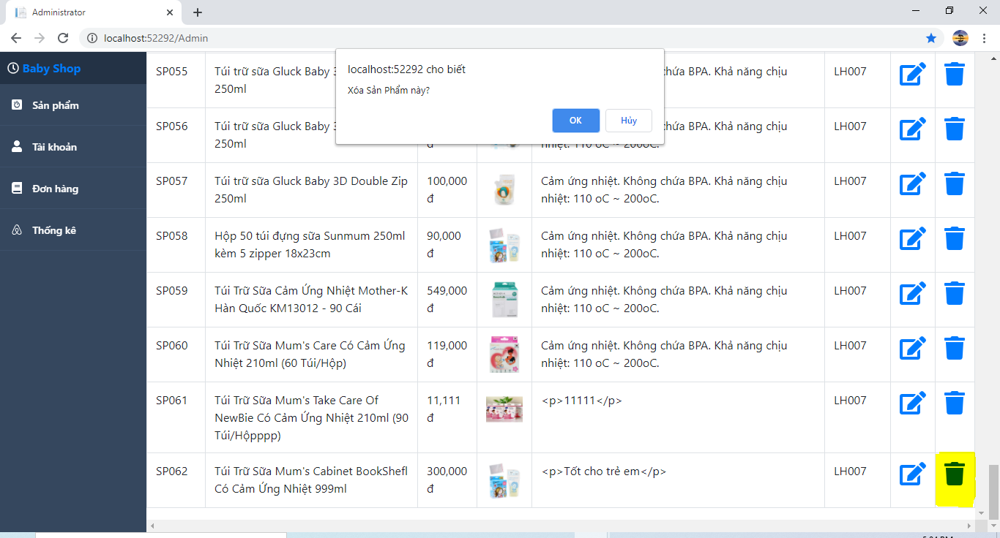 Administrator
localhost:52292/Admin
Baby Shop
Sản phẩm
Tài khoản
Đơn hàng
Thống kê
localhost:52292 cho biết
Xóa Sản Phẩm này?
OK
Hủy
SP055
Túi trữ sữa Gluck Baby
250ml
chứa BPA. Khả năng chịu
LH007
SP056
Túi trữ sữa Gluck Baby
250ml
đ
chứa BPA. Khả năng chịu
nhiệt: 110 oC ~ 200oC.
LH007
SP057
Túi trữ sữa Gluck Baby 3D Double Zip
250ml
100,000
đ
Cảm ứng nhiệt. Không chứa BPA. Khả năng chịu
nhiệt: 110 oC ~ 200oC.
LH007
SP058
Hộp 50 túi đựng sữa Sunmum 250ml
kèm 5 zipper 18x23cm
90,000
đ
Cảm ứng nhiệt. Không chứa BPA. Khả năng chịu
nhiệt: 110 oC ~ 200oC.
LH007
SP059
Túi Trữ Sữa Cảm Ứng Nhiệt Mother-K
Hàn Quốc KM13012 - 90 Cái
549,000
đ
Cảm ứng nhiệt. Không chứa BPA. Khả năng chịu
nhiệt: 110 oC ~ 200oC.
LH007
SP060
Túi Trữ Sữa Mum's Care Có Cảm Ứng
Nhiệt 210ml (60 Túi/Hộp)
119,000
đ
Cảm ứng nhiệt. Không chứa BPA. Khả năng chịu
nhiệt: 110 oC ~ 200oC.
LH007
SP061
Túi Trữ Sữa Mum's Take Care Of
NewBie Có Cảm Ứng Nhiệt 210ml (90
Túi/Hộpppp)
11,111
đ
<p>11111</p>
LH007
SP062
Túi Trữ Sữa Mum's Cabinet BookShefl
Có Cảm Ứng Nhiệt 999ml
300,000
đ
<p>Tốt cho trẻ em</p>
LH007